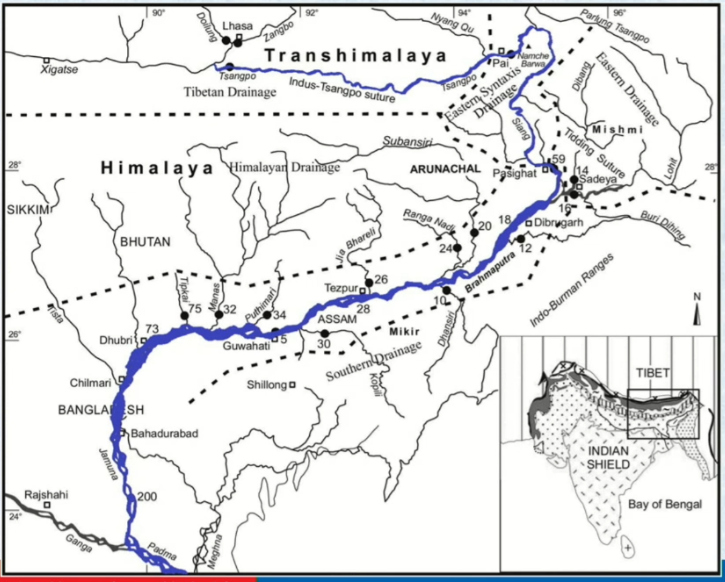 90°
92°
94°
96°
Lhasa
Doilung
Zangbo
Nyang Qu
Parlung Tsangpo
Transhimalaya
Xigatse
Tsangpo
Tibetan Drainage
Indus-Tsangpo suture
Tsangpo
Pai
Namche
Barwa
Eastern Syntaxis
Drainage
Siang
Dibang
Eastern Drainage
Mishmi
Tidding Suture
Lohit
28°
28°
Himalaya
Himalayan Drainage
Subansiri
ARUNACHAL
Pasighat
59
14
Sadeya
16
SIKKIM
BHUTAN
Ranga Nadi
20
24
18
Dibrugarh
12
Buri Dihing
Jia Bhareli
Brahmaputra
Indo-Burman Ranges
Tista
Tipkai
75
Manas
32
Puthimari
34
Tezpur
26
28
10
N
73
Dhubri
26°
26°
Guwahati
5
ASSAM
30
Mikir
Dhansiri
Southern Drainage
Kopili
Shillong
Chilmari
BANGLADESH
Bahadurabad
Jamuna
200
Rajshahi
24°
Ganga
Padma
Meghna
TIBET
INDIAN
SHIELD
Bay of Bengal